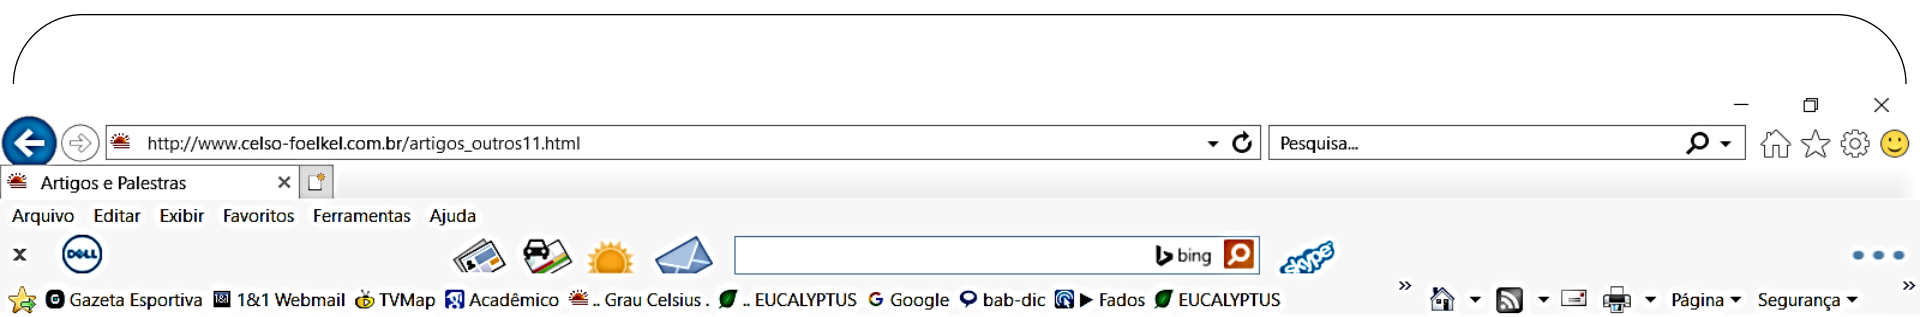 http://www.celso-foelkel.com.br/artigos_outros11.html Pesquisa...
Artigos e Palestras
Arquivo Editar Exibir Favoritos Ferramentas Ajuda
x DELL bing skype
Gazeta Esportiva 1&1 Webmail TVMap Acadêmico .. Grau Celsius . .. EUCALYPTUS Google bab-dic Fados EUCALYPTUS » Página Segurança »